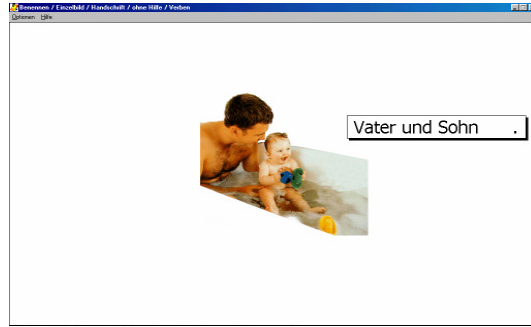 Benennen / Einzelbild / Handschrift / ohne Hilfe / Verben
Optionen Hilfe
Vater und Sohn .